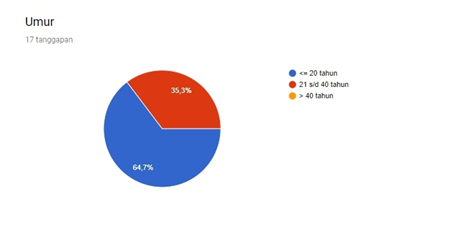 Umur
17 tanggapan
<= 20 tahun
21 s/d 40 tahun
> 40 tahun
35,3%
64,7%